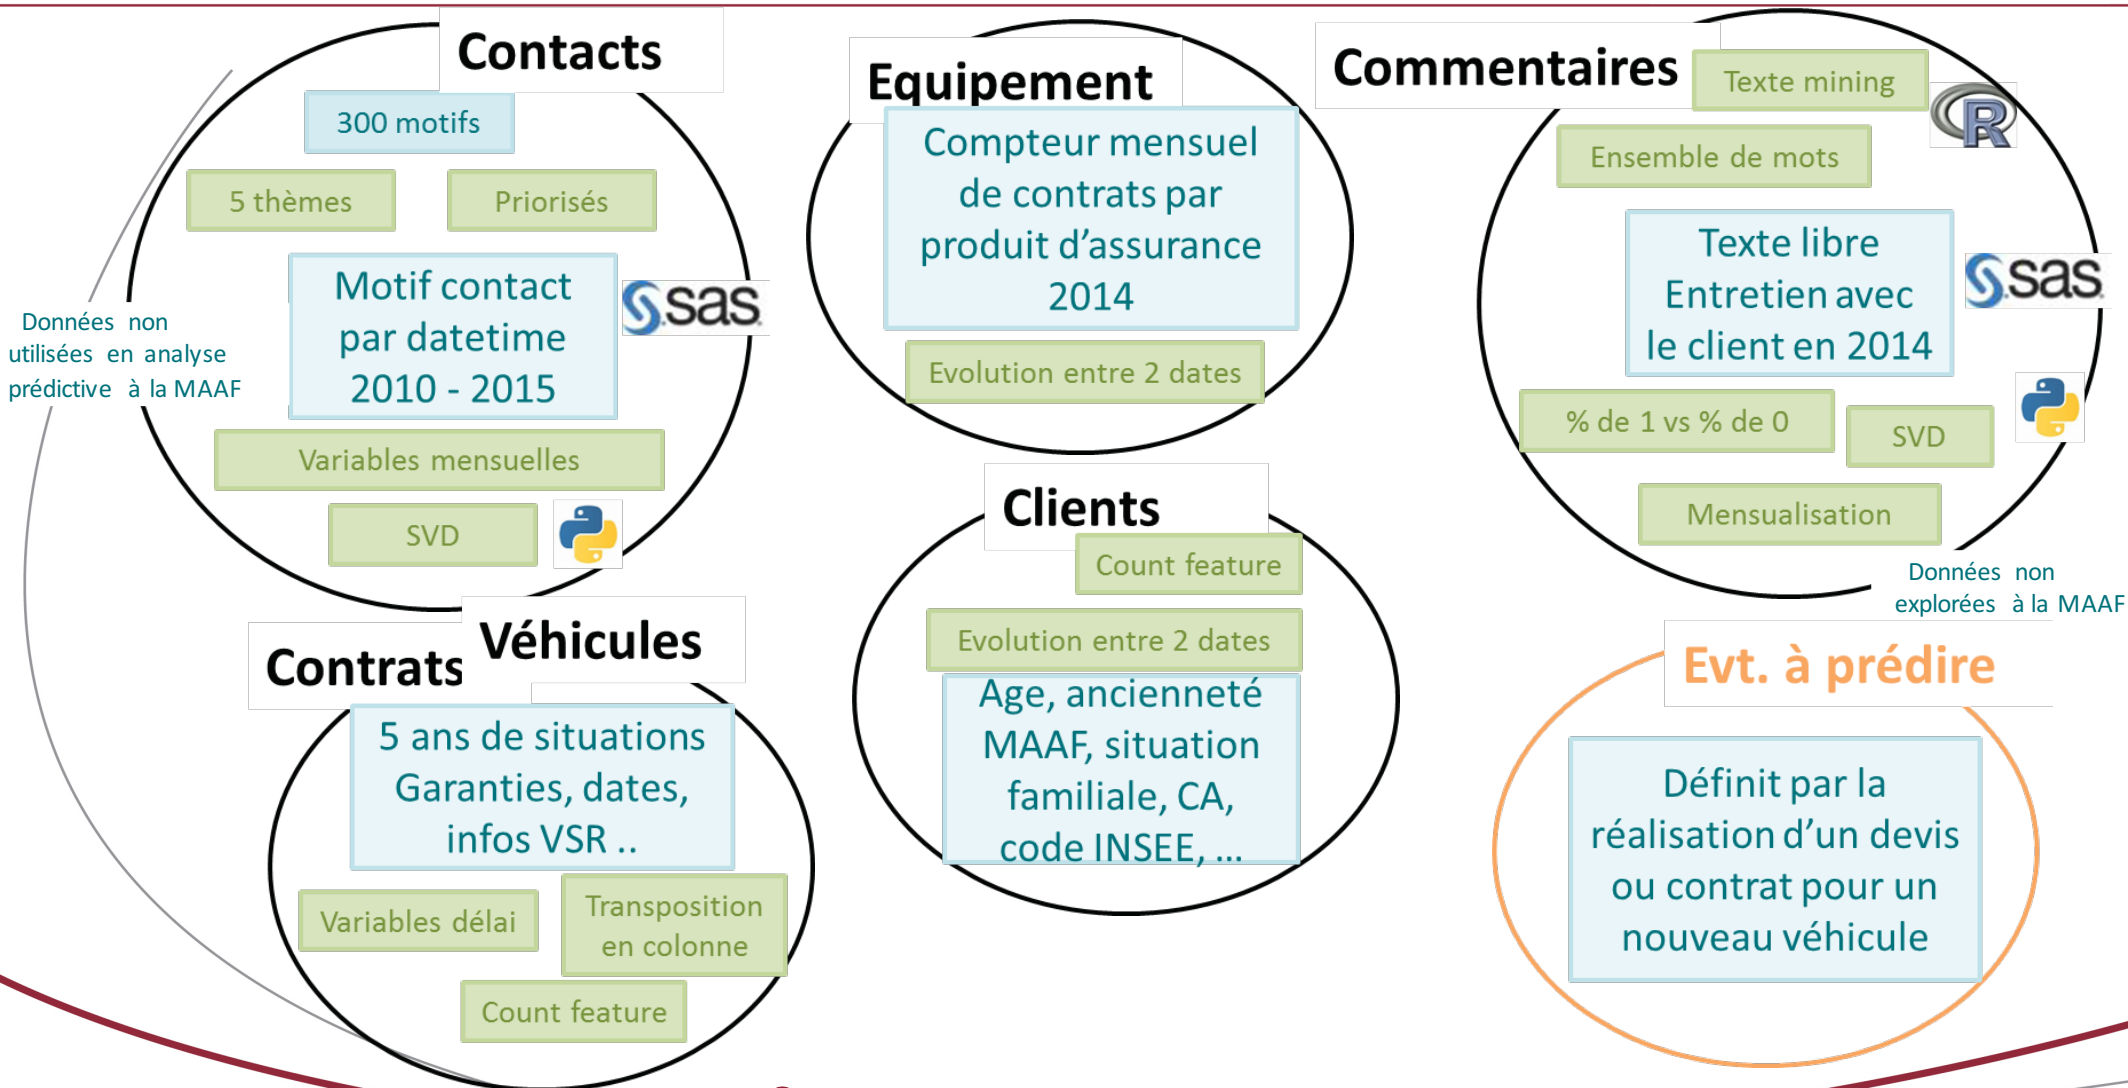 Contacts
300 motifs
5 thèmes
Priorisés
Motif contact
par datetime
2010 - 2015
Ssas
Variables mensuelles
SVD
Données non
utilisées en analyse
prédictive à la MAAF
Equipement
Compteur mensuel
de contrats par
produit d’assurance
2014
Evolution entre 2 dates
Commentaires
Texte mining
R
Ensemble de mots
Texte libre
Entretien avec
le client en 2014
Ssas
% de 1 vs % de 0
SVD
Mensualisation
Données non
explorées à la MAAF
Contrats
Véhicules
5 ans de situations
Garanties, dates,
infos VSR ..
Variables délai
Transposition
en colonne
Count feature
Clients
Count feature
Evolution entre 2 dates
Age, ancienneté
MAAF, situation
familiale, CA,
code INSEE, ...
Evt. à prédire
Définit par la
réalisation d’un devis
ou contrat pour un
nouveau véhicule